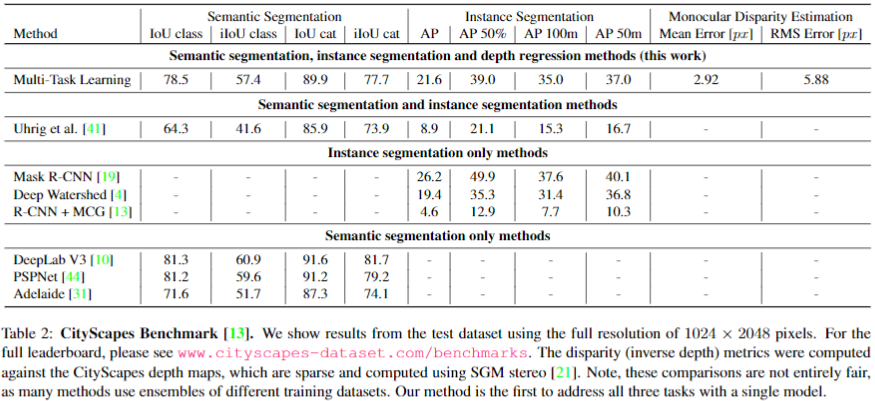 Semantic Segmentation Instance Segmentation Monocular Disparity Estimation
Method IoU class iIoU class IoU cat iIoU cat AP AP 50% AP 100m AP 50m Mean Error [px] RMS Error [px]
Semantic segmentation, instance segmentation and depth regression methods (this work)
Multi-Task Learning 78.5 57.4 89.9 77.7 21.6 39.0 35.0 37.0 2.92 5.88
Semantic segmentation and instance segmentation methods
Uhrig et al. [41] 64.3 41.6 85.9 73.9 8.9 21.1 15.3 16.7 - -
Instance segmentation only methods
Mask R-CNN [19] - - - - 26.2 49.9 37.6 40.1 - -
Deep Watershed [4] - - - - 19.4 35.3 31.4 36.8 - -
R-CNN + MCG [13] - - - - 4.6 12.9 7.7 10.3 - -
Semantic segmentation only methods
DeepLab V3 [10] 81.3 60.9 91.6 81.7 - - - - - -
PSPNet [44] 81.2 59.6 91.2 79.2 - - - - - -
Adelaide [31] 71.6 51.7 87.3 74.1 - - - - - -
Table 2: CityScapes Benchmark [13]. We show results from the test dataset using the full resolution of 1024 × 2048 pixels. For the
full leaderboard, please see www.cityscapes-dataset.com/benchmarks. The disparity (inverse depth) metrics were computed
against the CityScapes depth maps, which are sparse and computed using SGM stereo [21]. Note, these comparisons are not entirely fair,
as many methods use ensembles of different training datasets. Our method is the first to address all three tasks with a single model.